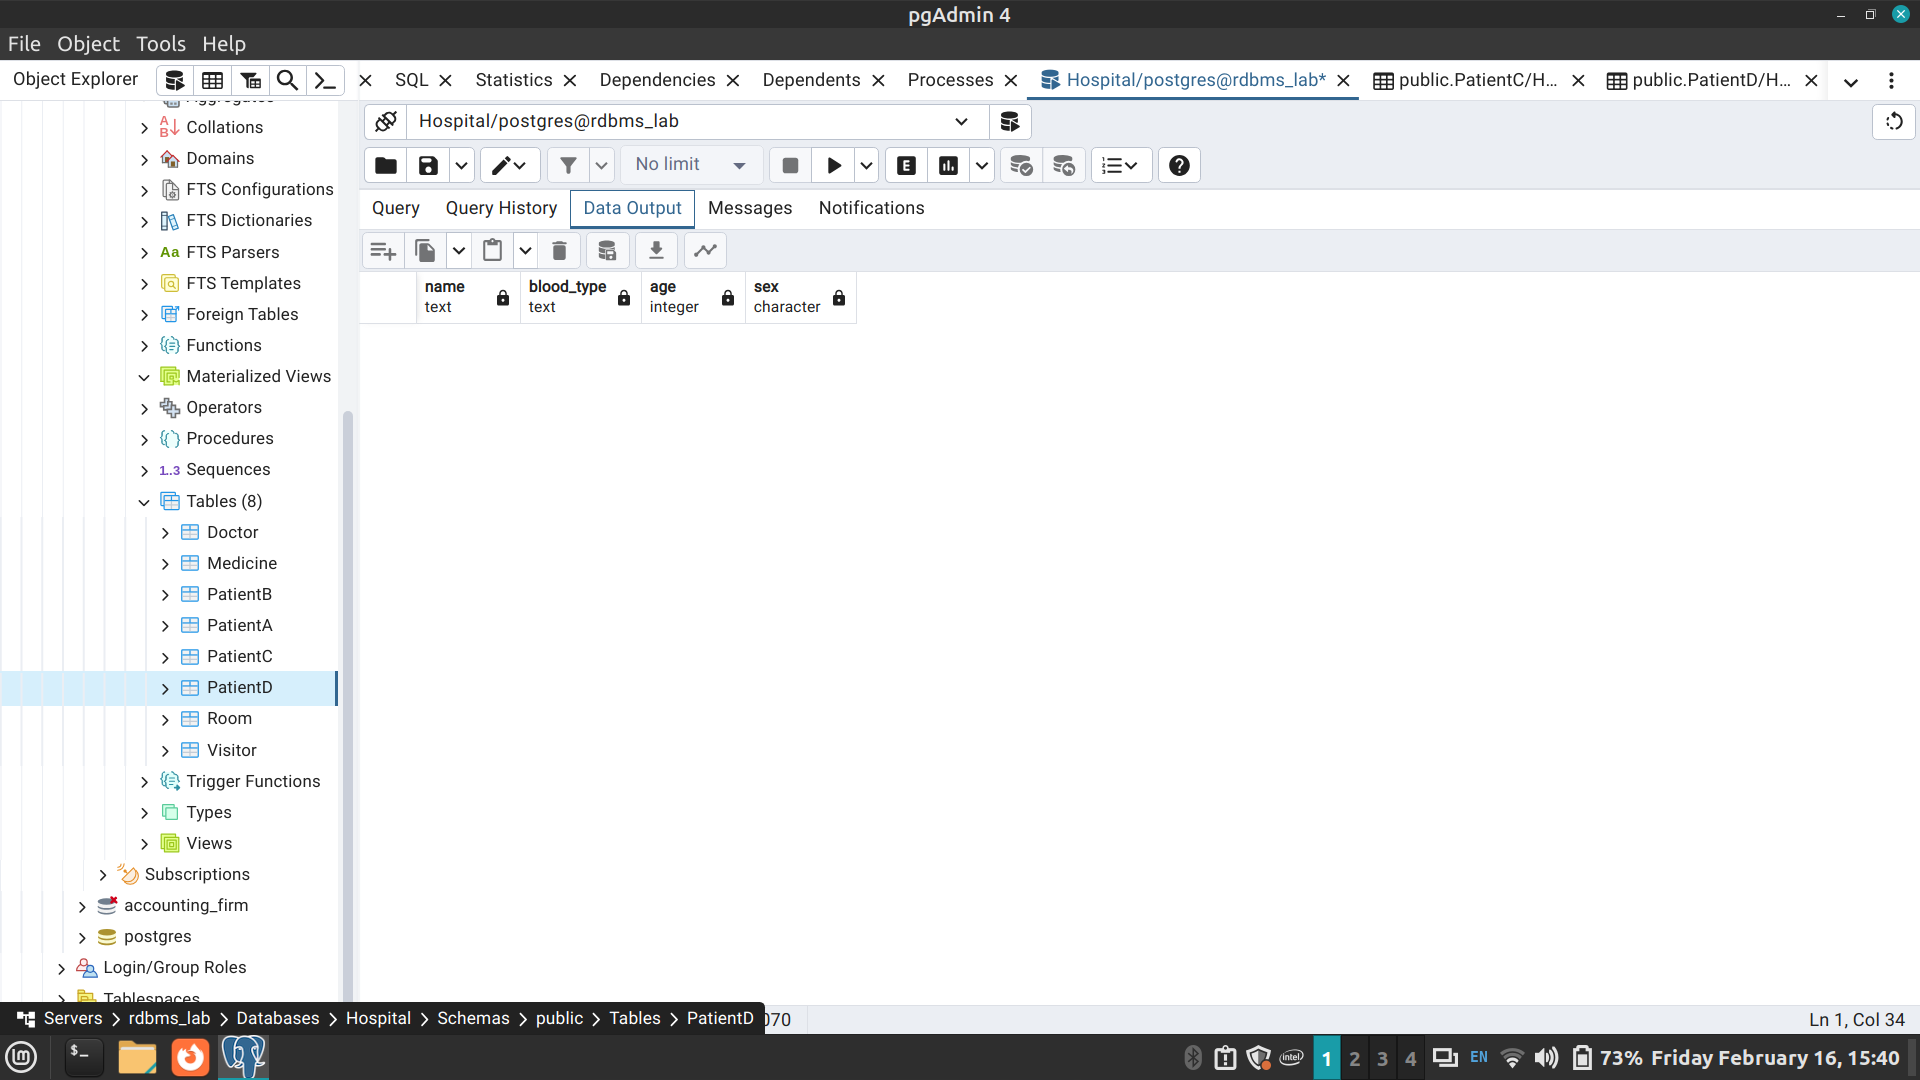 pgAdmin 4
File Object Tools Help
Object Explorer
SQL Statistics Dependencies Dependents Processes Hospital/postgres@rdbms_lab* public.PatientC/H... public.PatientD/H...
Aggregates
Collations
Domains
FTS Configurations
FTS Dictionaries
Aa FTS Parsers
FTS Templates
Foreign Tables
Functions
Materialized Views
Operators
Procedures
1..3 Sequences
Tables (8)
Doctor
Medicine
PatientB
PatientA
PatientC
PatientD
Room
Visitor
Trigger Functions
Types
Views
Subscriptions
accounting_firm
postgres
Login/Group Roles
Tablespaces
Hospital/postgres@rdbms_lab
No limit
E
Query Query History Data Output Messages Notifications
name blood_type age sex
text text integer character
Servers > rdbms_lab > Databases > Hospital > Schemas > public > Tables > PatientD
070
Ln 1, Col 34
intel 1 2 3 4 EN 73% Friday February 16, 15:40